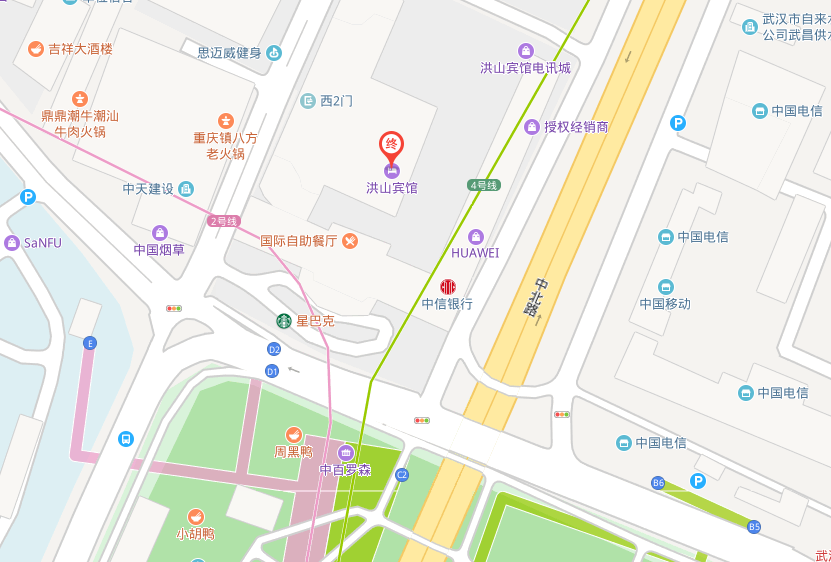 武汉市自来水
公司武昌供水
吉祥大酒楼
思迈威健身
洪山宾馆电讯城
西2门
中国电信
鼎鼎潮牛潮汕
牛肉火锅
重庆镇八方
老火锅
P
授权经销商
终
洪山宾馆
4号线
中天建设
P
2号线
SaNFU
中国烟草
国际自助餐厅
HUAWEI
中国电信
中信银行
中北路
中国移动
星巴克
E
D2
D1
中国电信
周黑鸭
中百罗森
C2
中国电信
B6
P
B5
小胡鸭